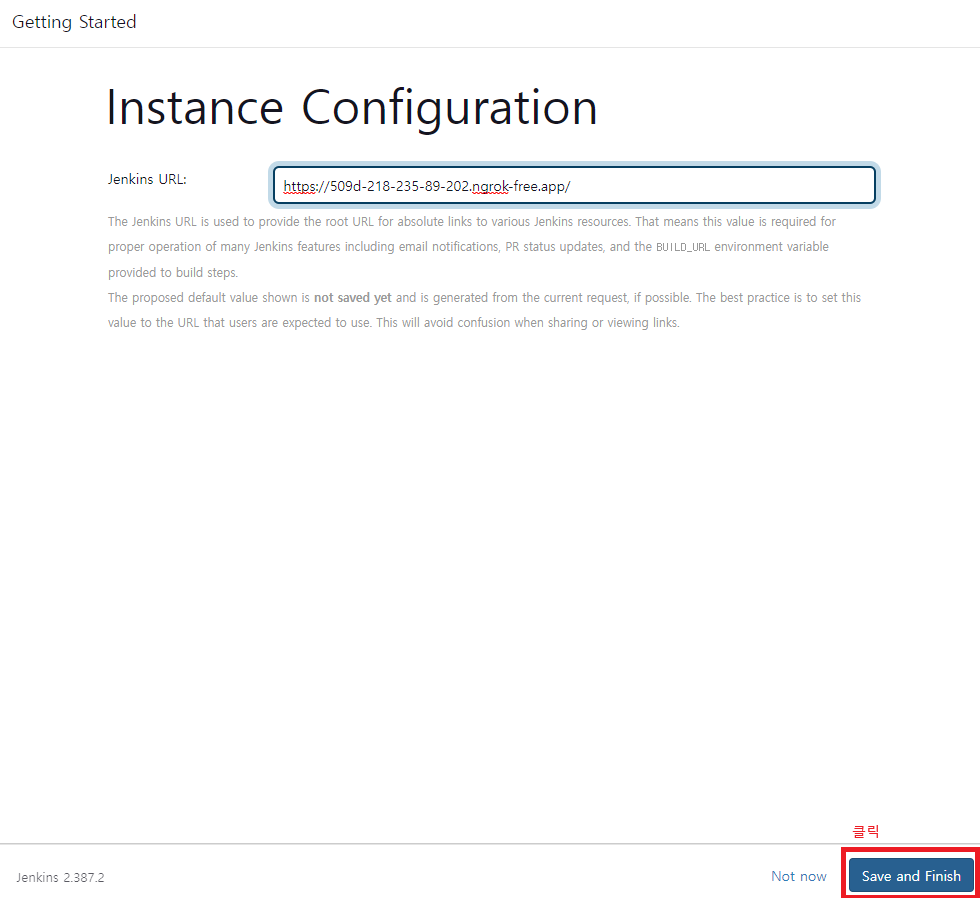 Getting Started
Instance Configuration
Jenkins URL:
https://509d-218-235-89-202.ngrok-free.app/
The Jenkins URL is used to provide the root URL for absolute links to various Jenkins resources. That means this value is required for
proper operation of many Jenkins features including email notifications, PR status updates, and the BUILD_URL environment variable
provided to build steps.
The proposed default value shown is not saved yet and is generated from the current request, if possible. The best practice is to set this
value to the URL that users are expected to use. This will avoid confusion when sharing or viewing links.
클릭
Jenkins 2.387.2
Not now
Save and Finish